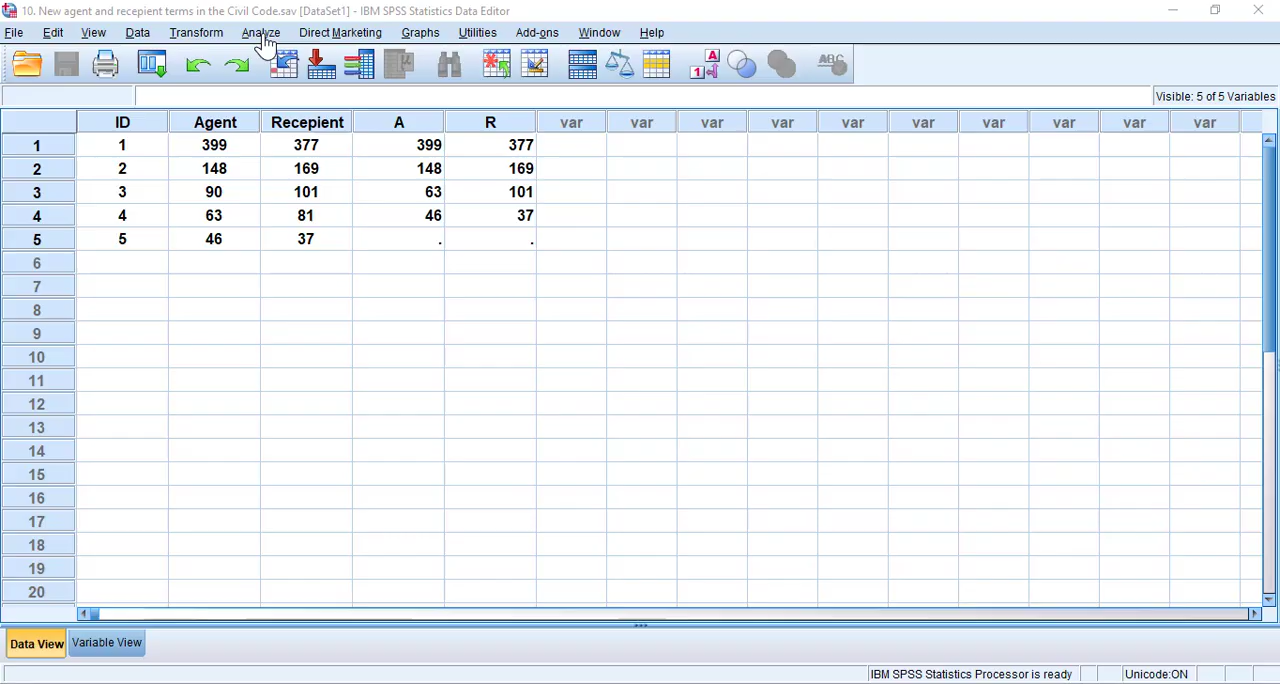 10. New agent and recepient terms in the Civil Code.sav [DataSet1] - IBM SPSS Statistics Data Editor
File Edit View Data Transform Analyze Direct Marketing Graphs Utilities Add-ons Window Help
A
1
ABC
Visible: 5 of 5 Variables
ID Agent Recepient A R var var var var var var var var var var
1 1 399 377 399 377
2 2 148 169 148 169
3 3 90 101 63 101
4 4 63 81 46 37
5 5 46 37 . .
6
7
8
9
10
11
12
13
14
15
16
17
18
19
20
Data View Variable View
IBM SPSS Statistics Processor is ready Unicode:ON